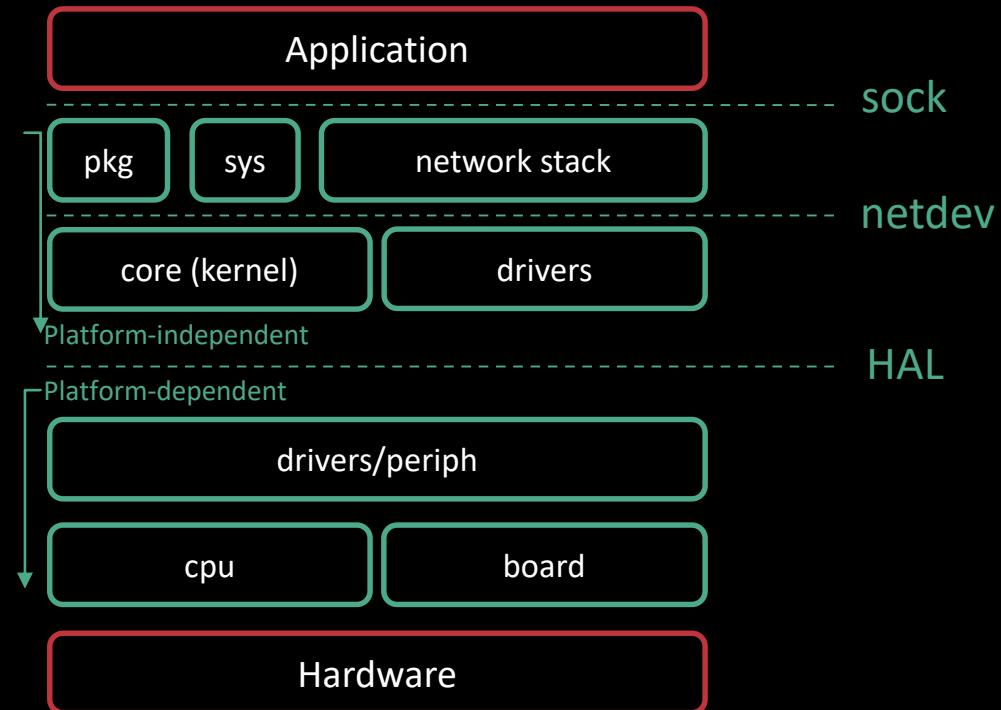 Application
sock
pkg
sys
network stack
netdev
core (kernel)
drivers
Platform-independent
HAL
Platform-dependent
drivers/periph
cpu
board
Hardware